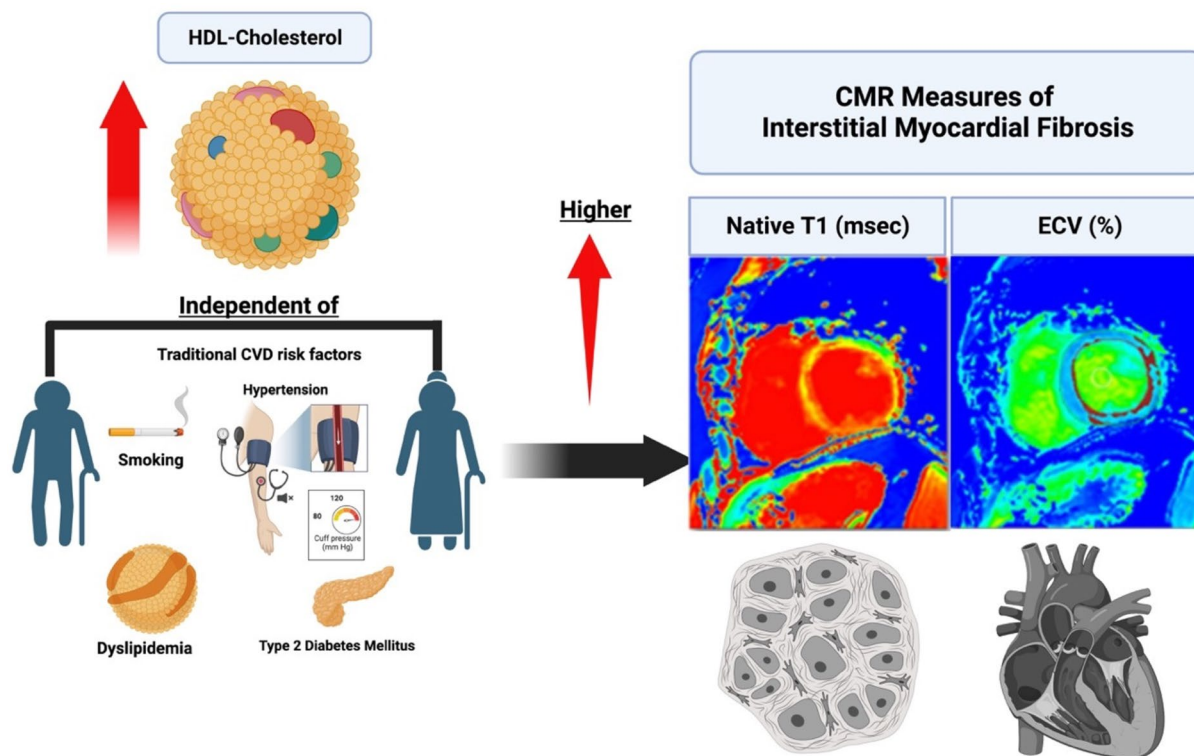 HDL-Cholesterol
Independent of
Traditional CVD risk factors
Hypertension
Smoking
120
80
Cuff pressure
(mm Hg)
Dyslipidemia
Type 2 Diabetes Mellitus
Higher
CMR Measures of
Interstitial Myocardial Fibrosis
Native T1 (msec)
ECV (%)